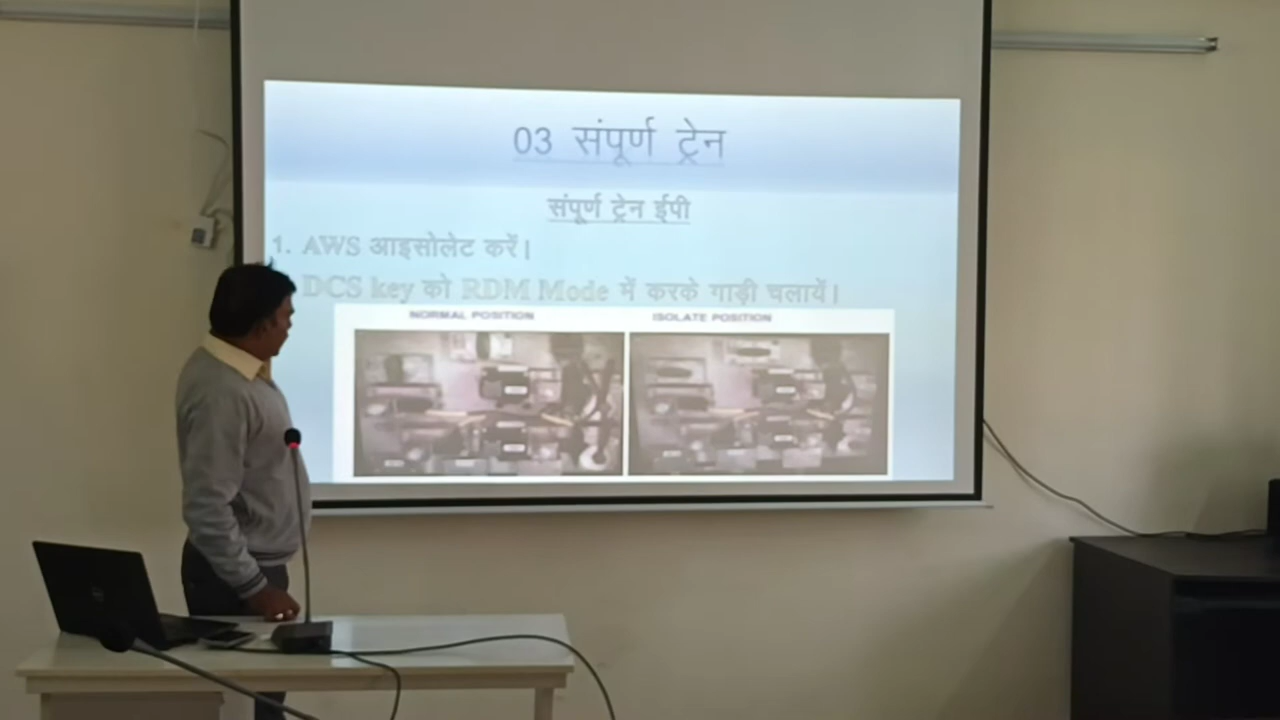 03 संपूर्ण ट्रेन
संपूर्ण ट्रेन ईपी
1. AWS आइसोलेट करें।
DCS key को RDM Mode में करके गाड़ी चलायें।
NORMAL POSITION
ISOLATE POSITION